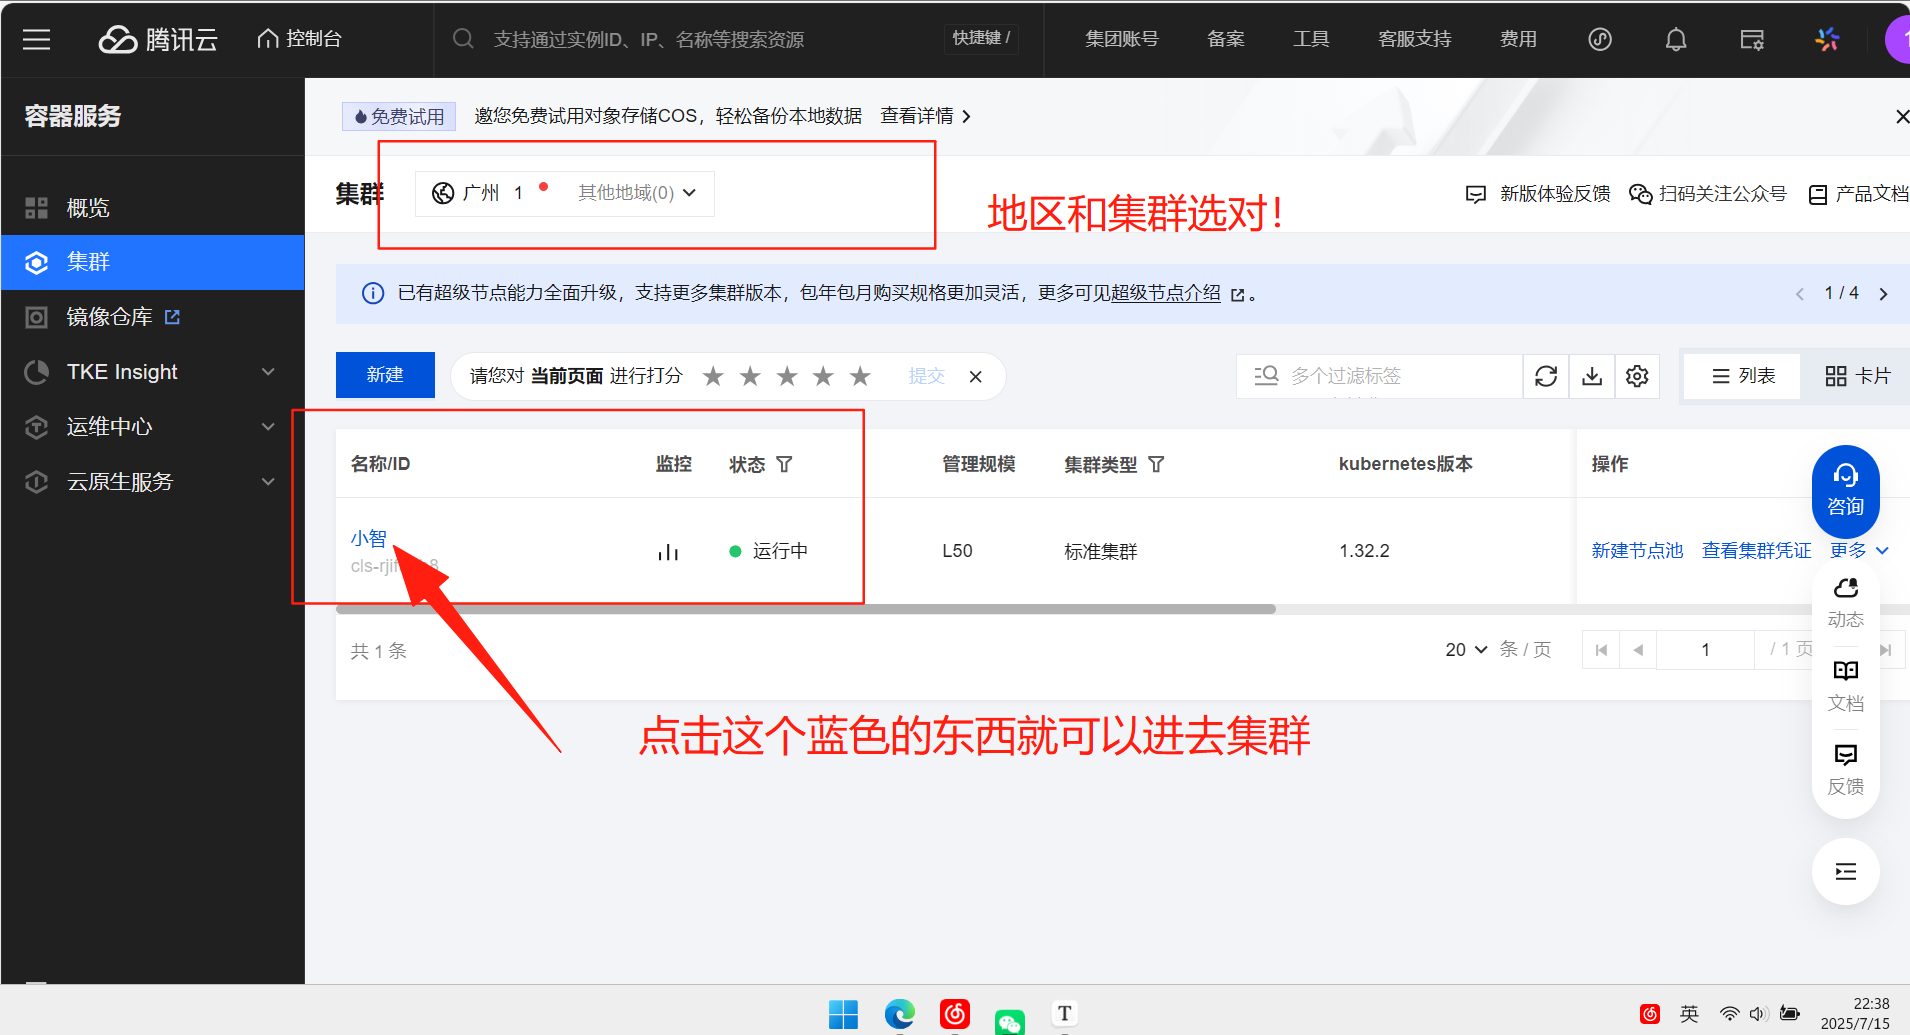 腾讯云
控制台
支持通过实例ID、IP、名称等搜索资源
快捷键 /
集团账号
备案
工具
客服支持
费用
容器服务
概览
集群
镜像仓库
TKE Insight
运维中心
云原生服务
免费试用
邀您免费试用对象存储COS，轻松备份本地数据
查看详情
集群
广州 1
其他地域(0)
地区和集群选对！
新版体验反馈
扫码关注公众号
产品文档
已有超级节点能力全面升级，支持更多集群版本，包年包月购买规格更加灵活，更多可见超级节点介绍 。
1 / 4
新建
请您对 当前页面 进行打分
提交
多个过滤标签
列表
卡片
名称/ID
监控
状态
管理规模
集群类型
kubernetes版本
操作
小智
运行中
L50
标准集群
1.32.2
新建节点池
查看集群凭证
更多
共 1 条
20
条 / 页
1
/ 1 页
点击这个蓝色的东西就可以进去集群
咨询
动态
文档
反馈
T
英
22:38
2025/7/15